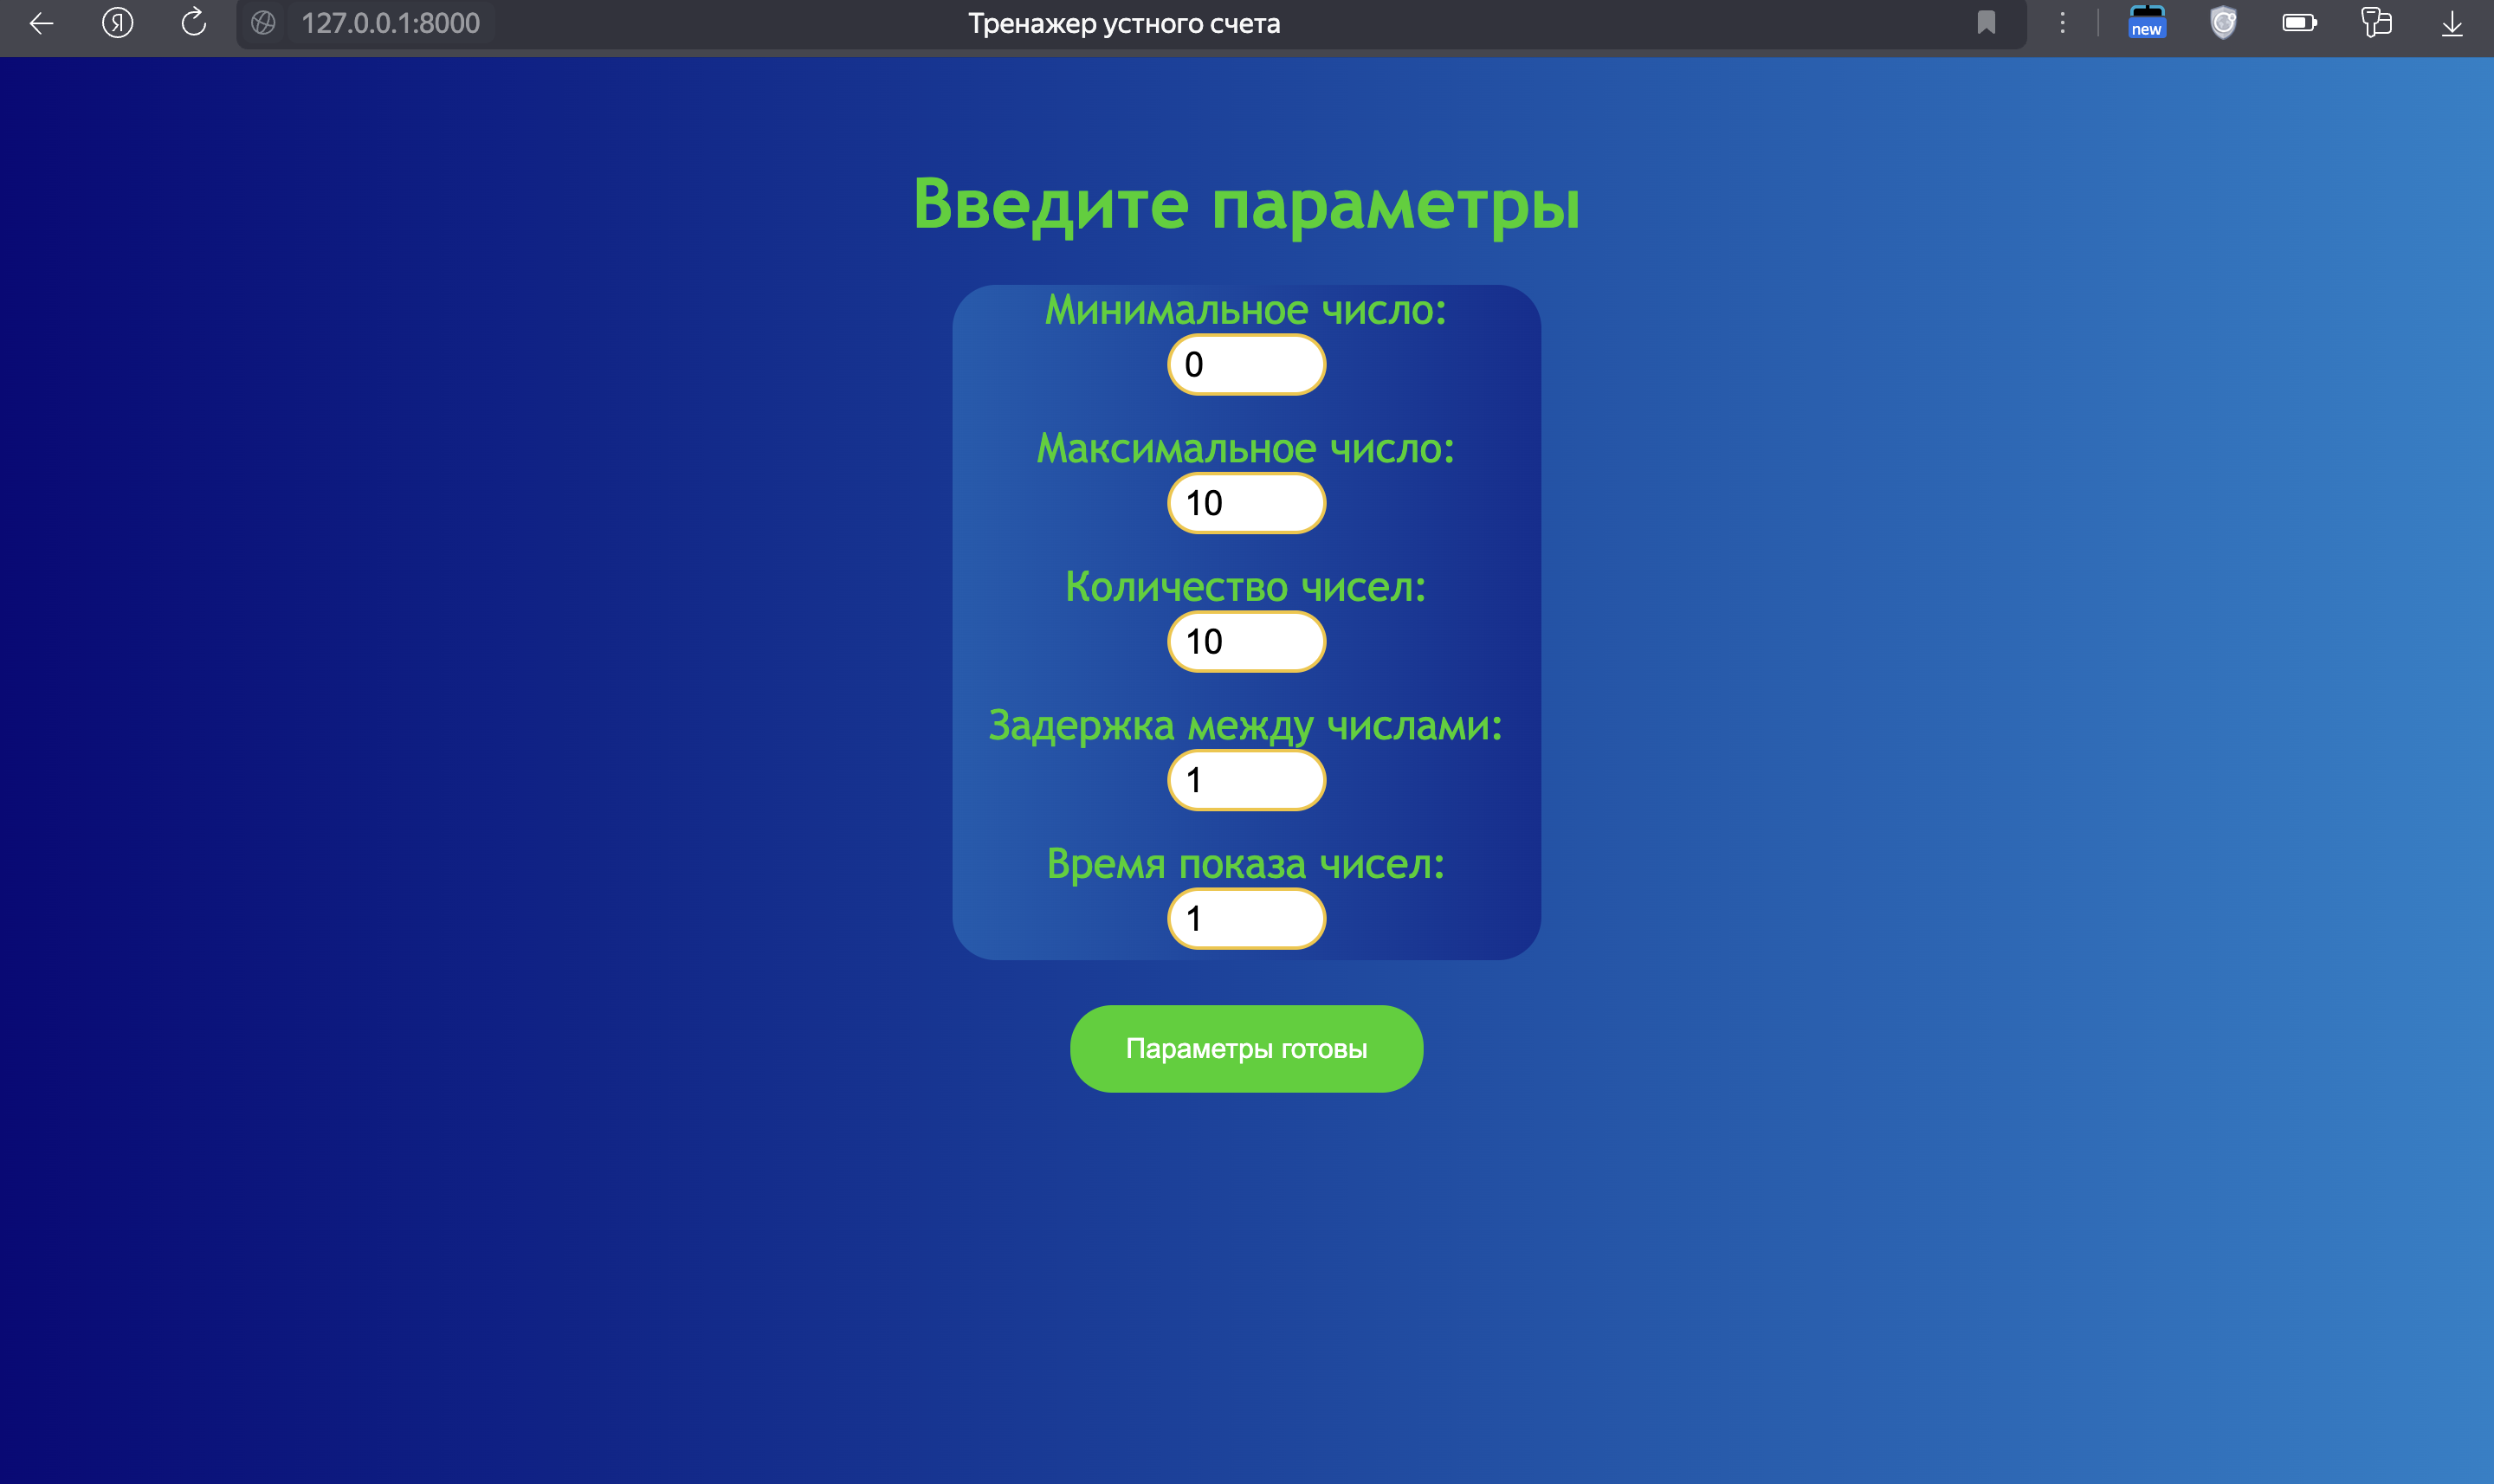 127.0.0.1:8000
Тренажер устного счета
new
Введите параметры
Минимальное число:
0
Максимальное число:
10
Количество чисел:
10
Задержка между числами:
1
Время показа чисел:
1
Параметры готовы